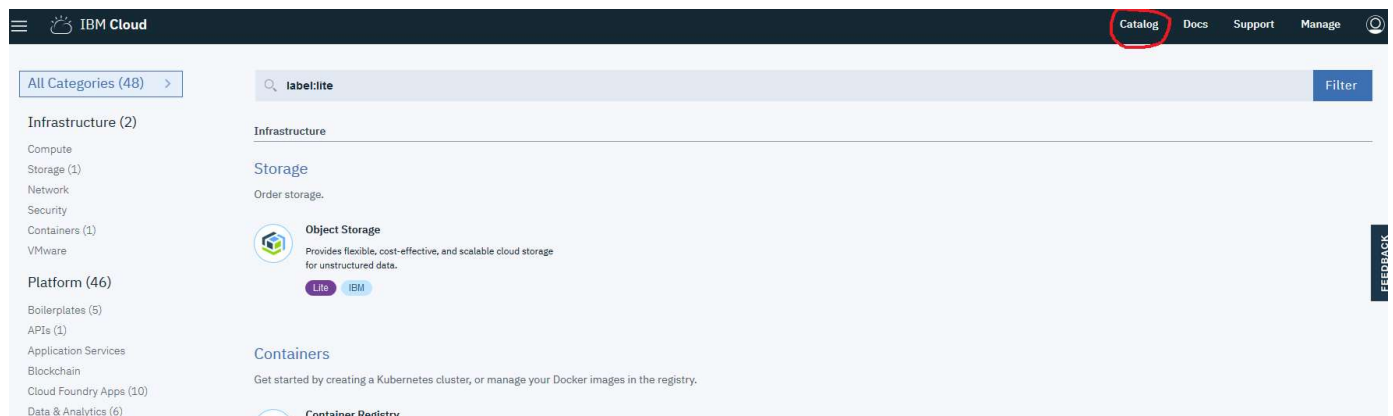 IBM Cloud
Catalog Docs Support Manage
All Categories (48) >
label:lite
Filter
Infrastructure (2)
Compute
Storage (1)
Network
Security
Containers (1)
VMware
Platform (46)
Boilerplates (5)
APIs (1)
Application Services
Blockchain
Cloud Foundry Apps (10)
Data & Analytics (6)
Infrastructure
Storage
Order storage.
Object Storage
Provides flexible, cost-effective, and scalable cloud storage
for unstructured data.
Lite IBM
Containers
Get started by creating a Kubernetes cluster, or manage your Docker images in the registry.
Container Registry
FEEDBACK